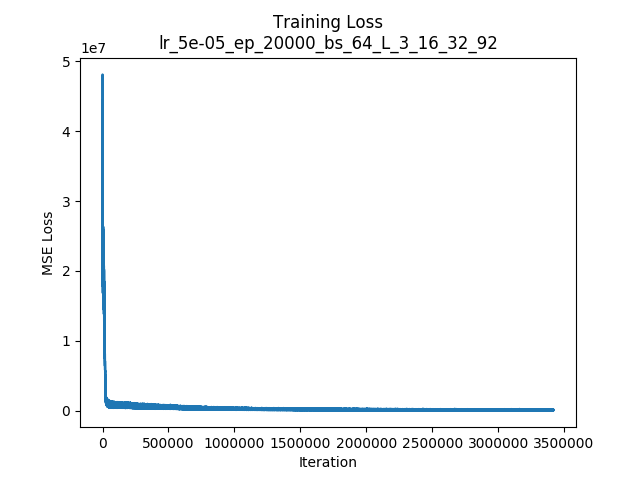 Training Loss
lr_5e-05_ep_20000_bs_64_L_3_16_32_92
1e7
5
4
3
2
1
0
MSE Loss
0 500000 1000000 1500000 2000000 2500000 3000000 3500000
Iteration